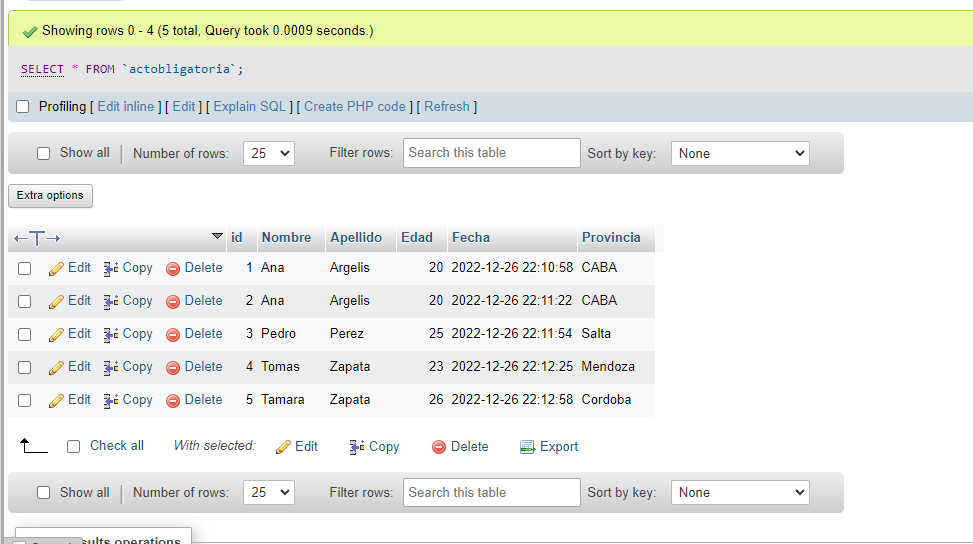 Showing rows 0 - 4 (5 total, Query took 0.0009 seconds.)
SELECT * FROM `actobligatoria`;
Profiling [ Edit inline ] [ Edit ] [ Explain SQL ] [ Create PHP code ] [ Refresh ]
Show all Number of rows: 25 Filter rows: Search this table Sort by key: None
Extra options
id Nombre Apellido Edad Fecha Provincia
Edit Copy Delete 1 Ana Argelis 20 2022-12-26 22:10:58 CABA
Edit Copy Delete 2 Ana Argelis 20 2022-12-26 22:11:22 CABA
Edit Copy Delete 3 Pedro Perez 25 2022-12-26 22:11:54 Salta
Edit Copy Delete 4 Tomas Zapata 23 2022-12-26 22:12:25 Mendoza
Edit Copy Delete 5 Tamara Zapata 26 2022-12-26 22:12:58 Cordoba
Check all With selected: Edit Copy Delete Export
Show all Number of rows: 25 Filter rows: Search this table Sort by key: None
operations